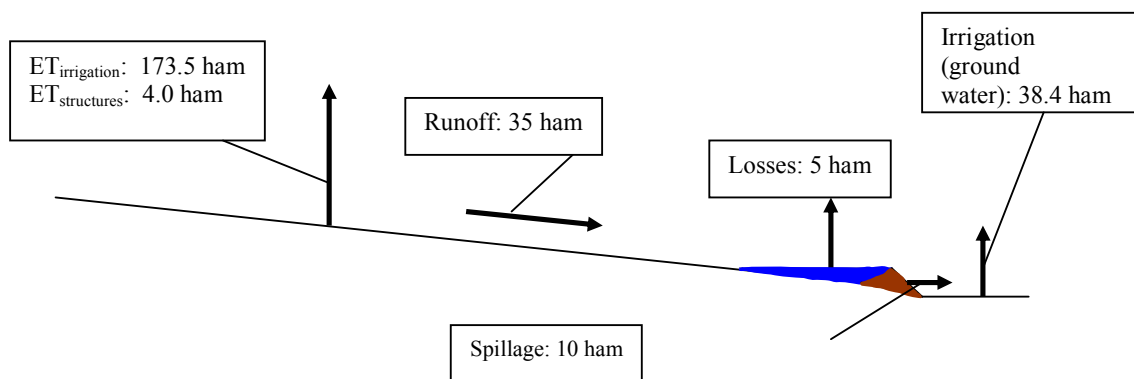 ETirrigation: 173.5 ham
ETstructures: 4.0 ham
Runoff: 35 ham
Losses: 5 ham
Irrigation
(ground
water): 38.4 ham
Spillage: 10 ham